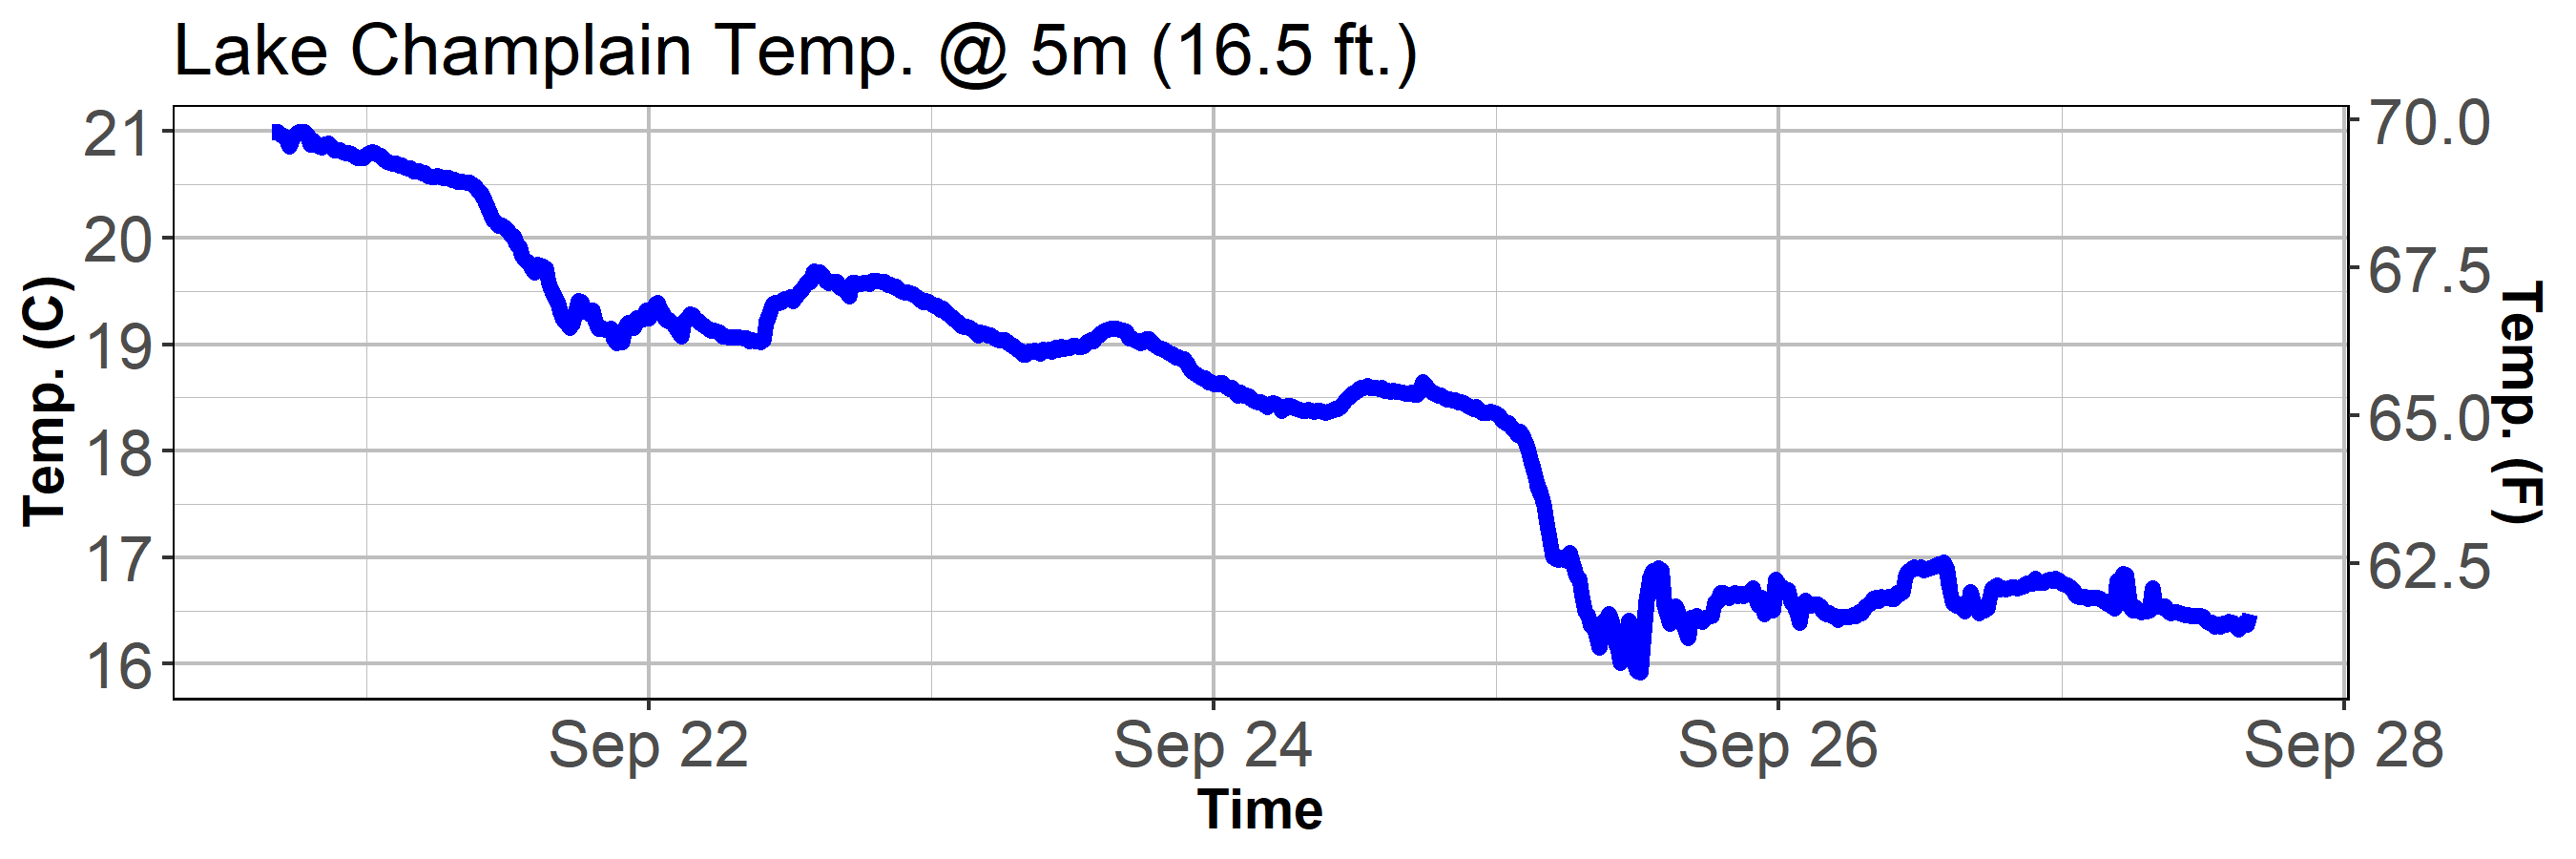 Lake Champlain Temp. @ 5m (16.5 ft.)
Temp. (C)
21
20
19
18
17
16
70.0
67.5
65.0
62.5
Temp. (F)
Sep 22
Sep 24
Sep 26
Sep 28
Time